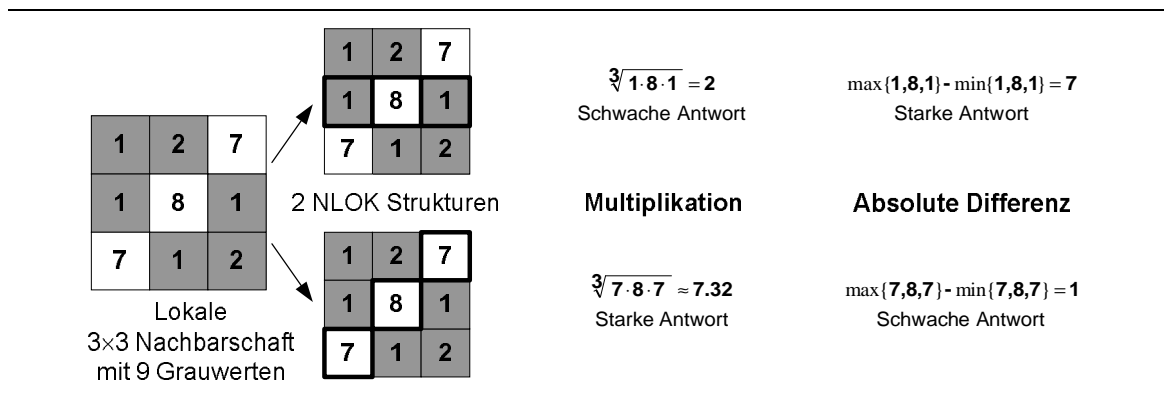 1 2 7
1 8 1
7 1 2
Lokale
3×3 Nachbarschaft
mit 9 Grauwerten
1 2 7
1 8 1
7 1 2
2 NLOK Strukturen
1 2 7
1 8 1
7 1 2
∛1·8·1 = 2
Schwache Antwort
Multiplikation
∛7·8·7 ≈ 7.32
Starke Antwort
max{1,8,1}- min{1,8,1} = 7
Starke Antwort
Absolute Differenz
max{7,8,7}- min{7,8,7} = 1
Schwache Antwort